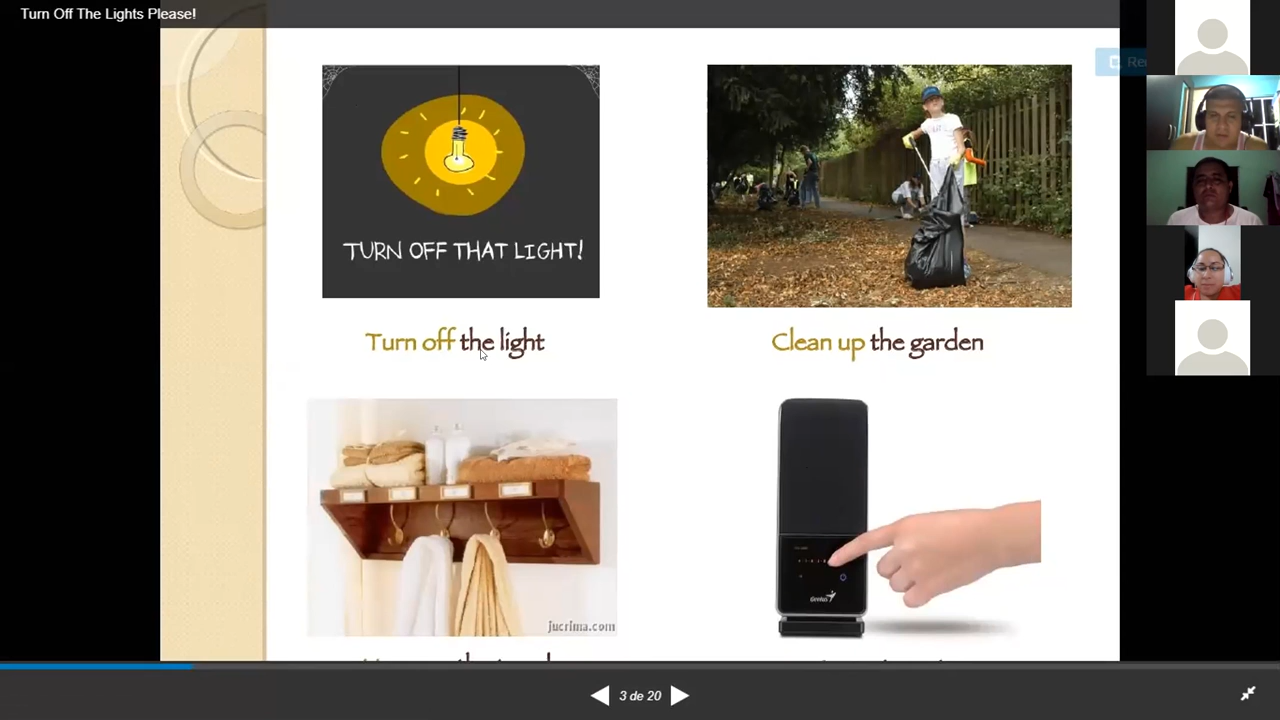 Turn Off The Lights Please!
TURN OFF THAT LIGHT!
Turn off the light
Clean up the garden
jucrima.com
Genius
3 de 20